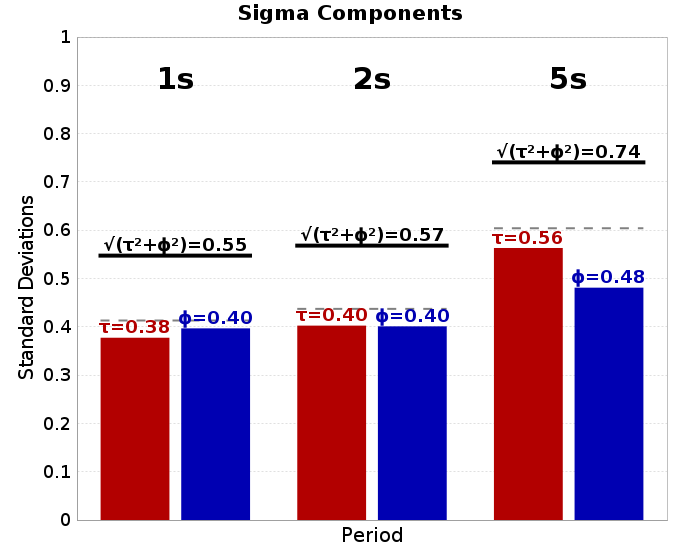 Sigma Components
Standard Deviations
1
0.9
0.8
0.7
0.6
0.5
0.4
0.3
0.2
0.1
0
1s
2s
5s
√(τ²+ϕ²)=0.55
√(τ²+ϕ²)=0.57
√(τ²+ϕ²)=0.74
τ=0.38
ϕ=0.40
τ=0.40
ϕ=0.40
τ=0.56
ϕ=0.48
Period